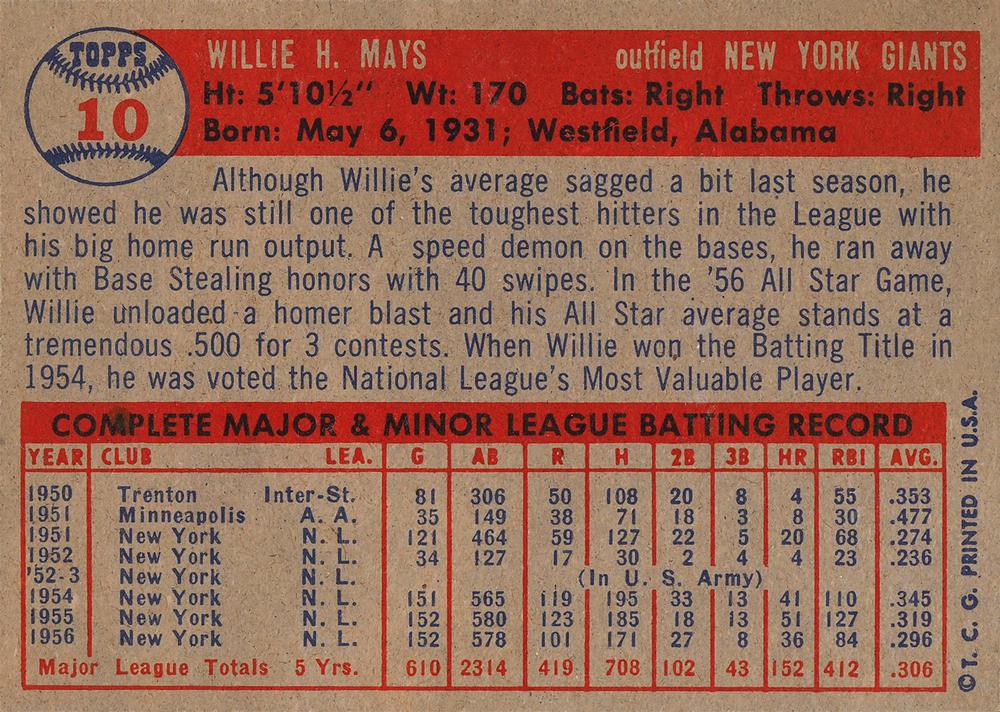 TOPPS
10
WILLIE H. MAYS outfield NEW YORK GIANTS
Ht: 5'10½" Wt: 170 Bats: Right Throws: Right
Born: May 6, 1931; Westfield, Alabama
Although Willie's average sagged a bit last season, he
showed he was still one of the toughest hitters in the League with
his big home run output. A speed demon on the bases, he ran away
with Base Stealing honors with 40 swipes. In the '56 All Star Game,
Willie unloaded a homer blast and his All Star average stands at a
tremendous .500 for 3 contests. When Willie won the Batting Title in
1954, he was voted the National League's Most Valuable Player.
COMPLETE MAJOR & MINOR LEAGUE BATTING RECORD
YEAR CLUB LEA. G AB R H 2B 3B HR RBI AVG.
1950 Trenton Inter-St. 81 306 50 108 20 8 4 55 .353
1951 Minneapolis A. A. 35 149 38 71 18 3 8 30 .477
1951 New York N. L. 121 464 59 127 22 5 20 68 .274
1952 New York N. L. 34 127 17 30 2 4 4 23 .236
'52-3 New York N. L. (In U. S. Army)
1954 New York N. L. 151 565 119 195 33 13 41 110 .345
1955 New York N. L. 152 580 123 185 18 13 51 127 .319
1956 New York N. L. 152 578 101 171 27 8 36 84 .296
Major League Totals 5 Yrs. 610 2314 419 708 102 43 152 412 .306
©T. C. G. PRINTED IN U.S.A.